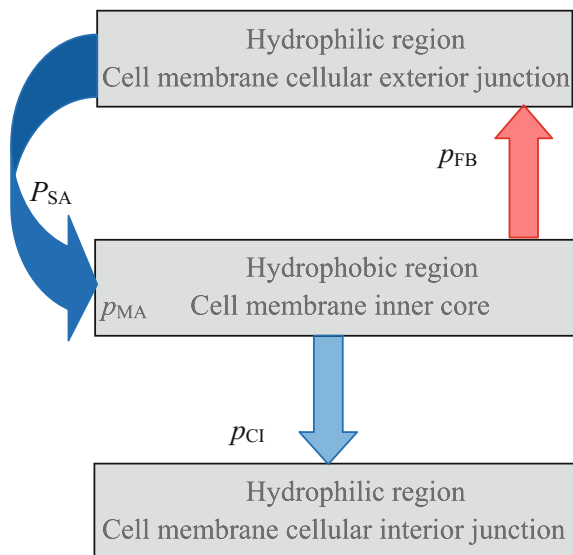 Hydrophilic region
Cell membrane cellular exterior junction
pFB
PSA
Hydrophobic region
pMA
Cell membrane inner core
pCI
Hydrophilic region
Cell membrane cellular interior junction